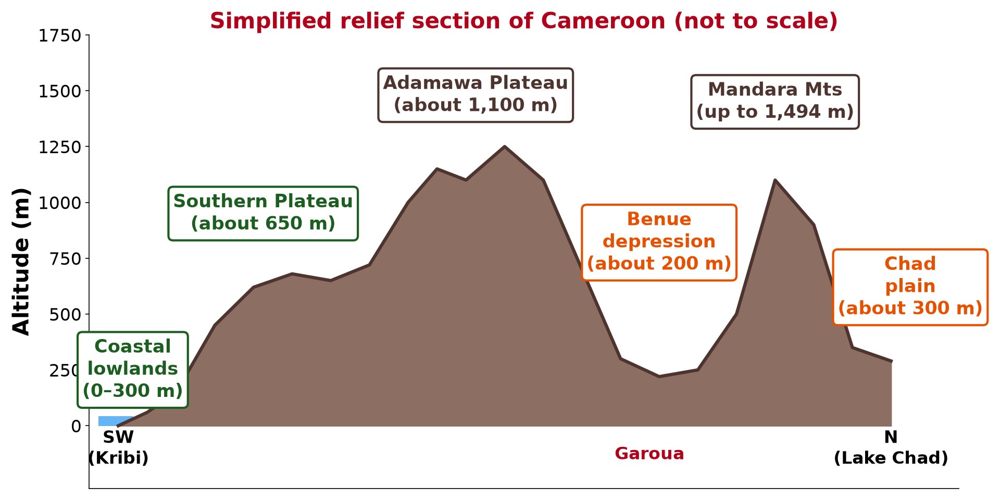 Simplified relief section of Cameroon (not to scale)
1750
1500
1250
1000
750
500
250
0
Altitude (m)
Adamawa Plateau
(about 1,100 m)
Mandara Mts
(up to 1,494 m)
Southern Plateau
(about 650 m)
Benue
depression
(about 200 m)
Chad
plain
(about 300 m)
Coastal
lowlands
(0–300 m)
SW
(Kribi)
Garoua
N
(Lake Chad)